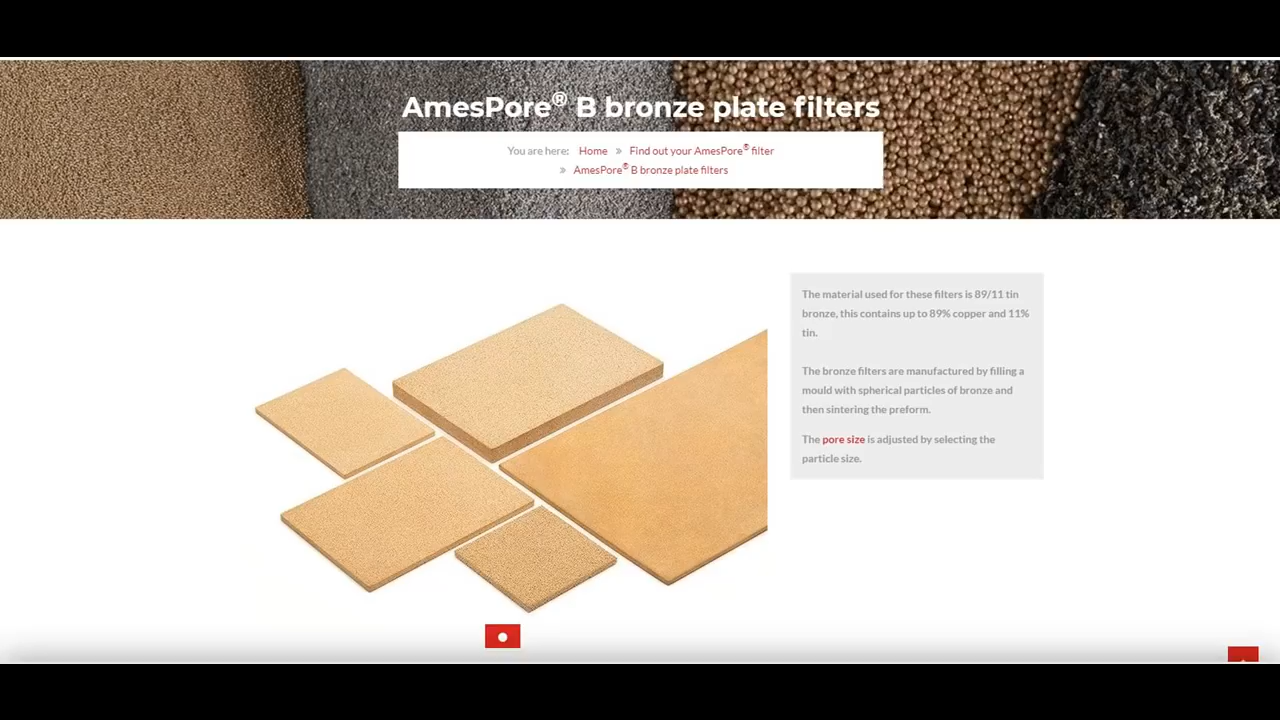 AmesPore® B bronze plate filters
You are here: Home » Find out your AmesPore® filter
» AmesPore® B bronze plate filters
The material used for these filters is 89/11 tin
bronze, this contains up to 89% copper and 11%
tin.
The bronze filters are manufactured by filling a
mould with spherical particles of bronze and
then sintering the preform.
The pore size is adjusted by selecting the
particle size.